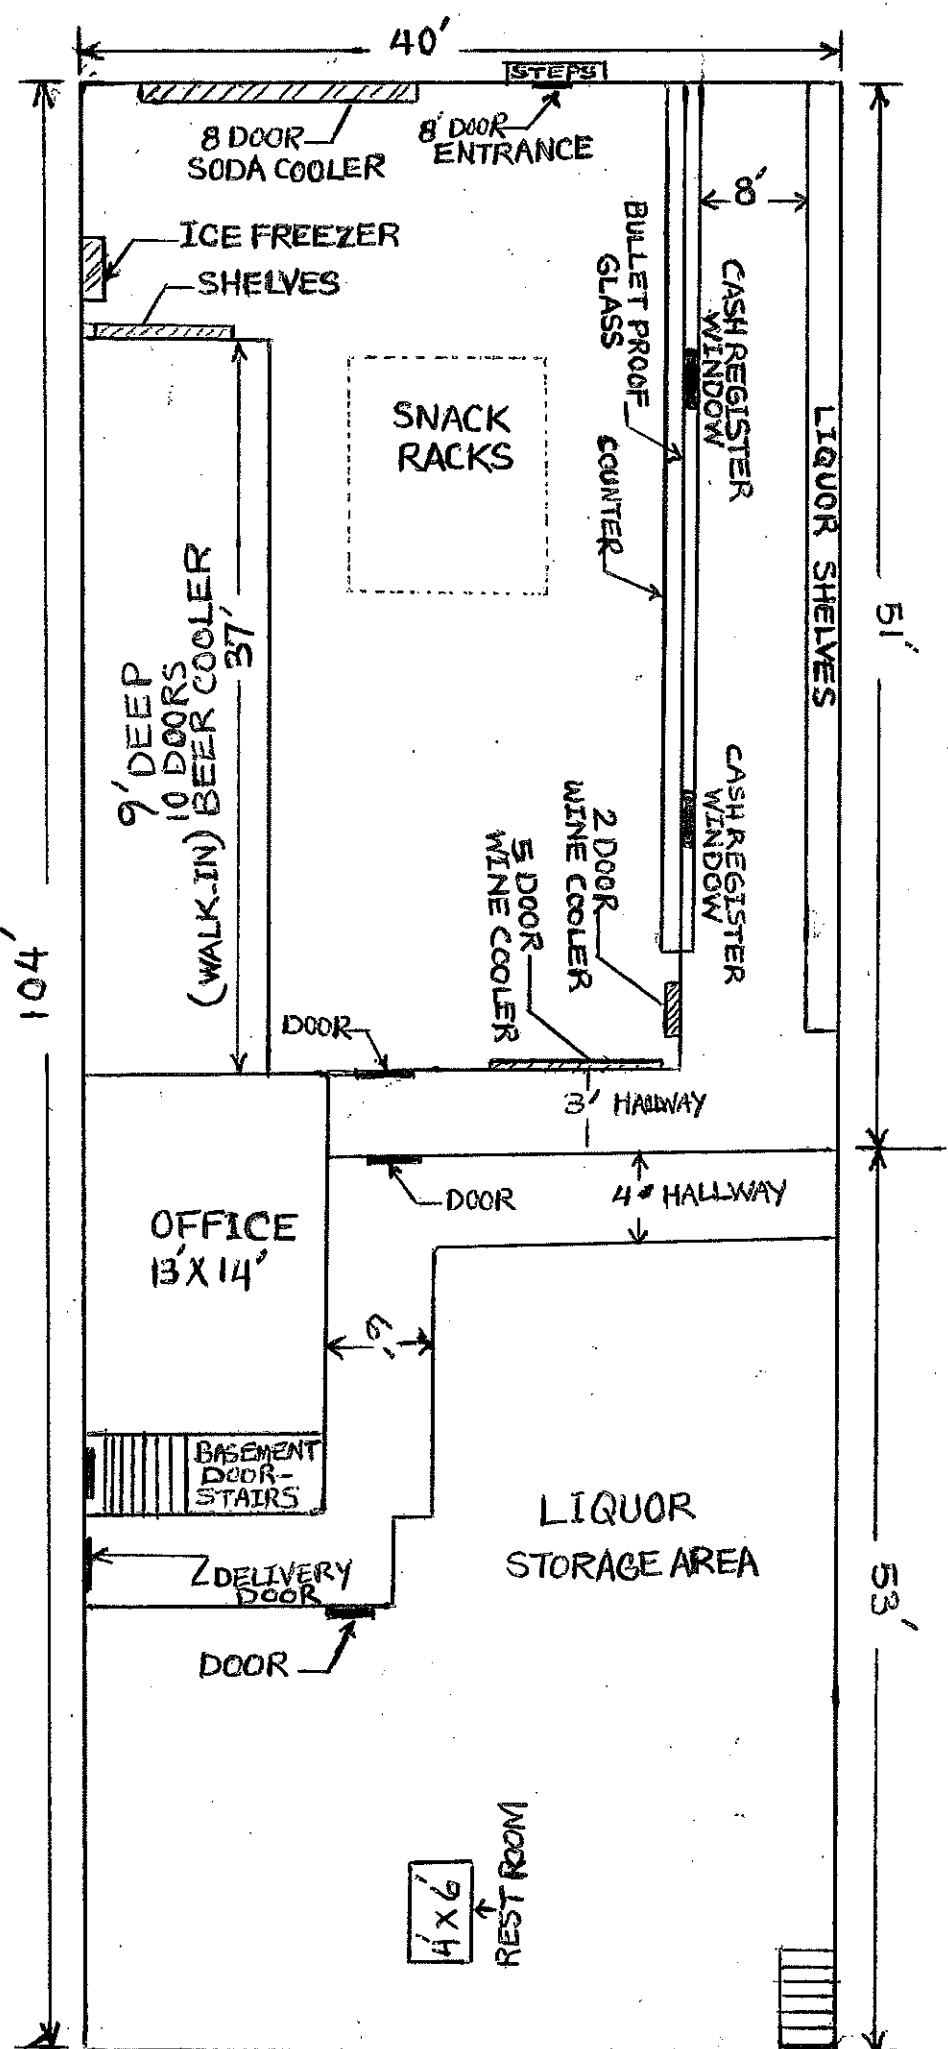 40'
STEPS
8 DOOR
SODA COOLER
8' DOOR
ENTRANCE
8'
ICE FREEZER
SHELVES
BULLET PROOF
GLASS
CASH REGISTER
WINDOW
SNACK
RACKS
COUNTER
LIQUOR SHELVES
51'
9' DEEP
10 DOORS
(WALK-IN) BEER COOLER
37'
2 DOOR
WINE COOLER
5 DOOR
WINE COOLER
CASH REGISTER
WINDOW
104'
DOOR
3' HALLWAY
DOOR
4' HALLWAY
OFFICE
13' X 14'
6'
BASEMENT
DOOR-
STAIRS
LIQUOR
STORAGE AREA
DELIVERY
DOOR
53'
DOOR
4' X 6'
REST ROOM